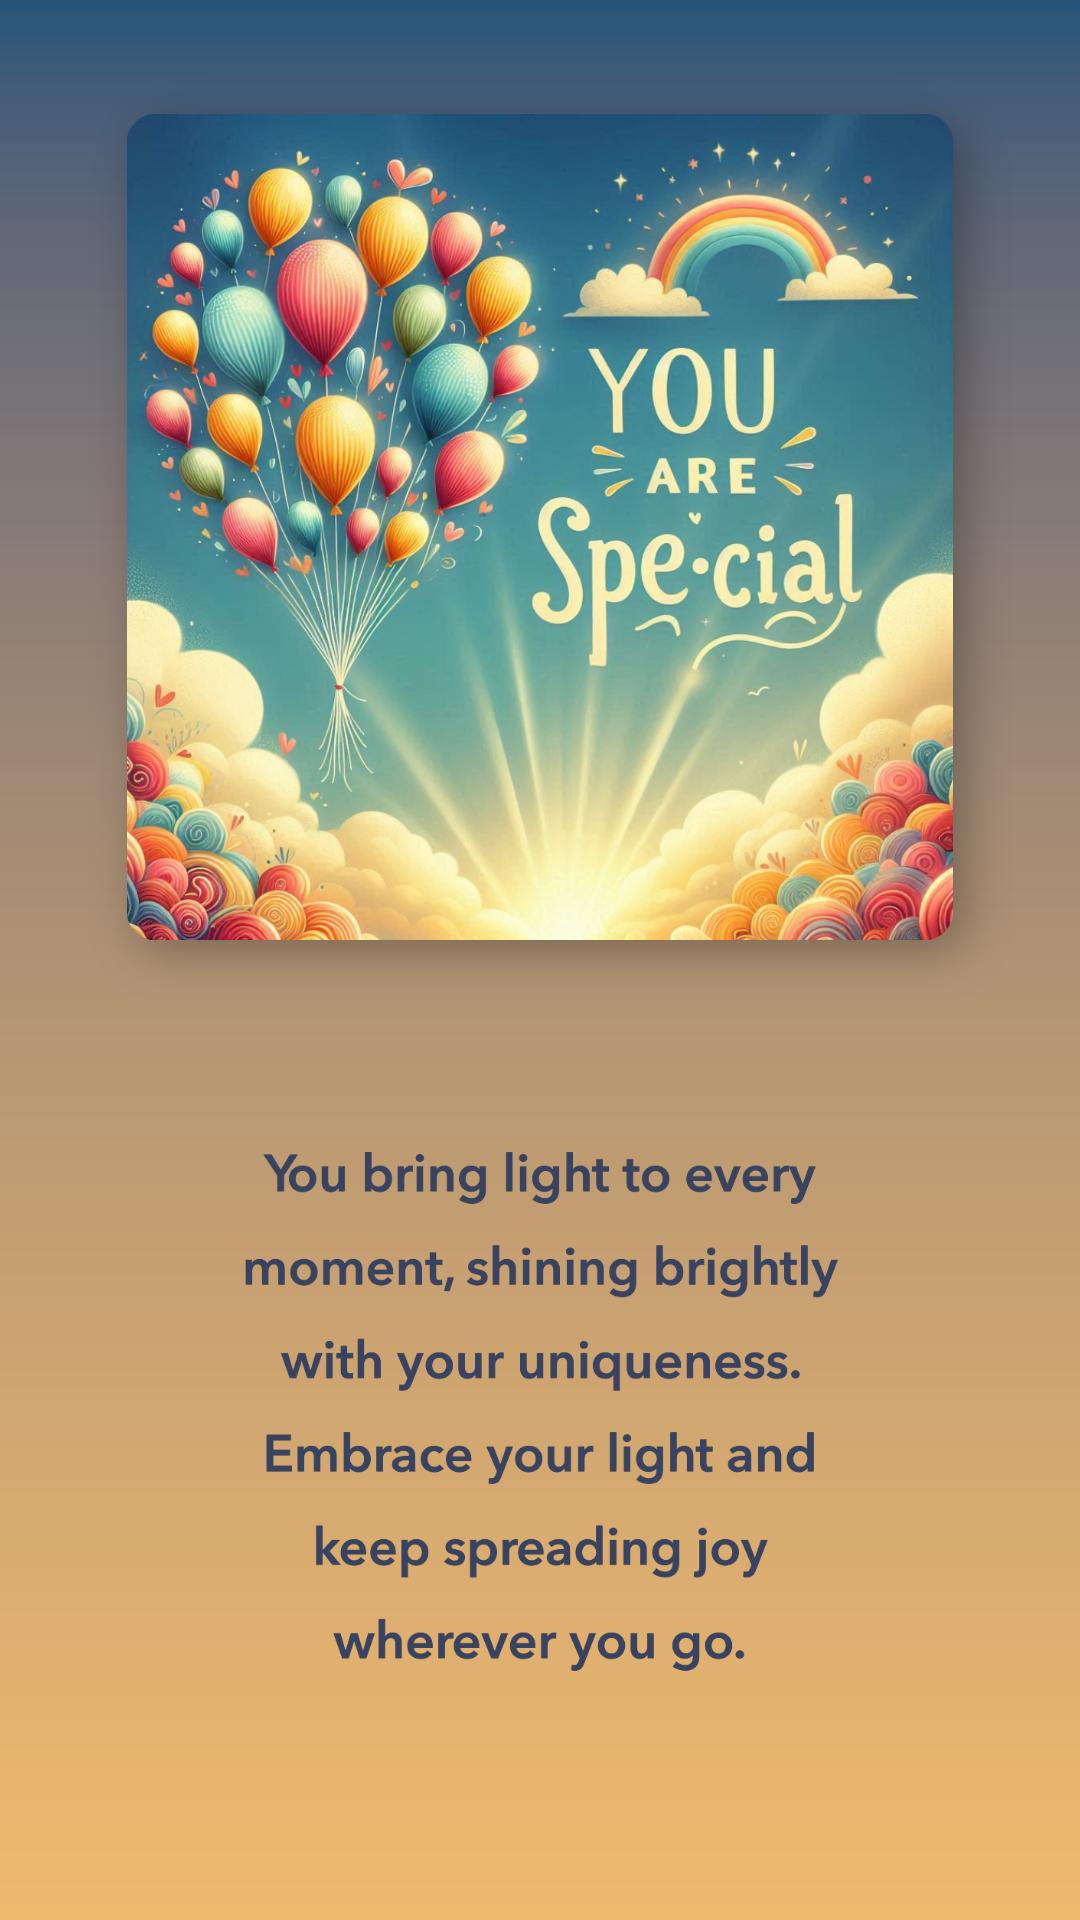 YOU
ARE
Spe·cial
You bring light to every
moment, shining brightly
with your uniqueness.
Embrace your light and
keep spreading joy
wherever you go.